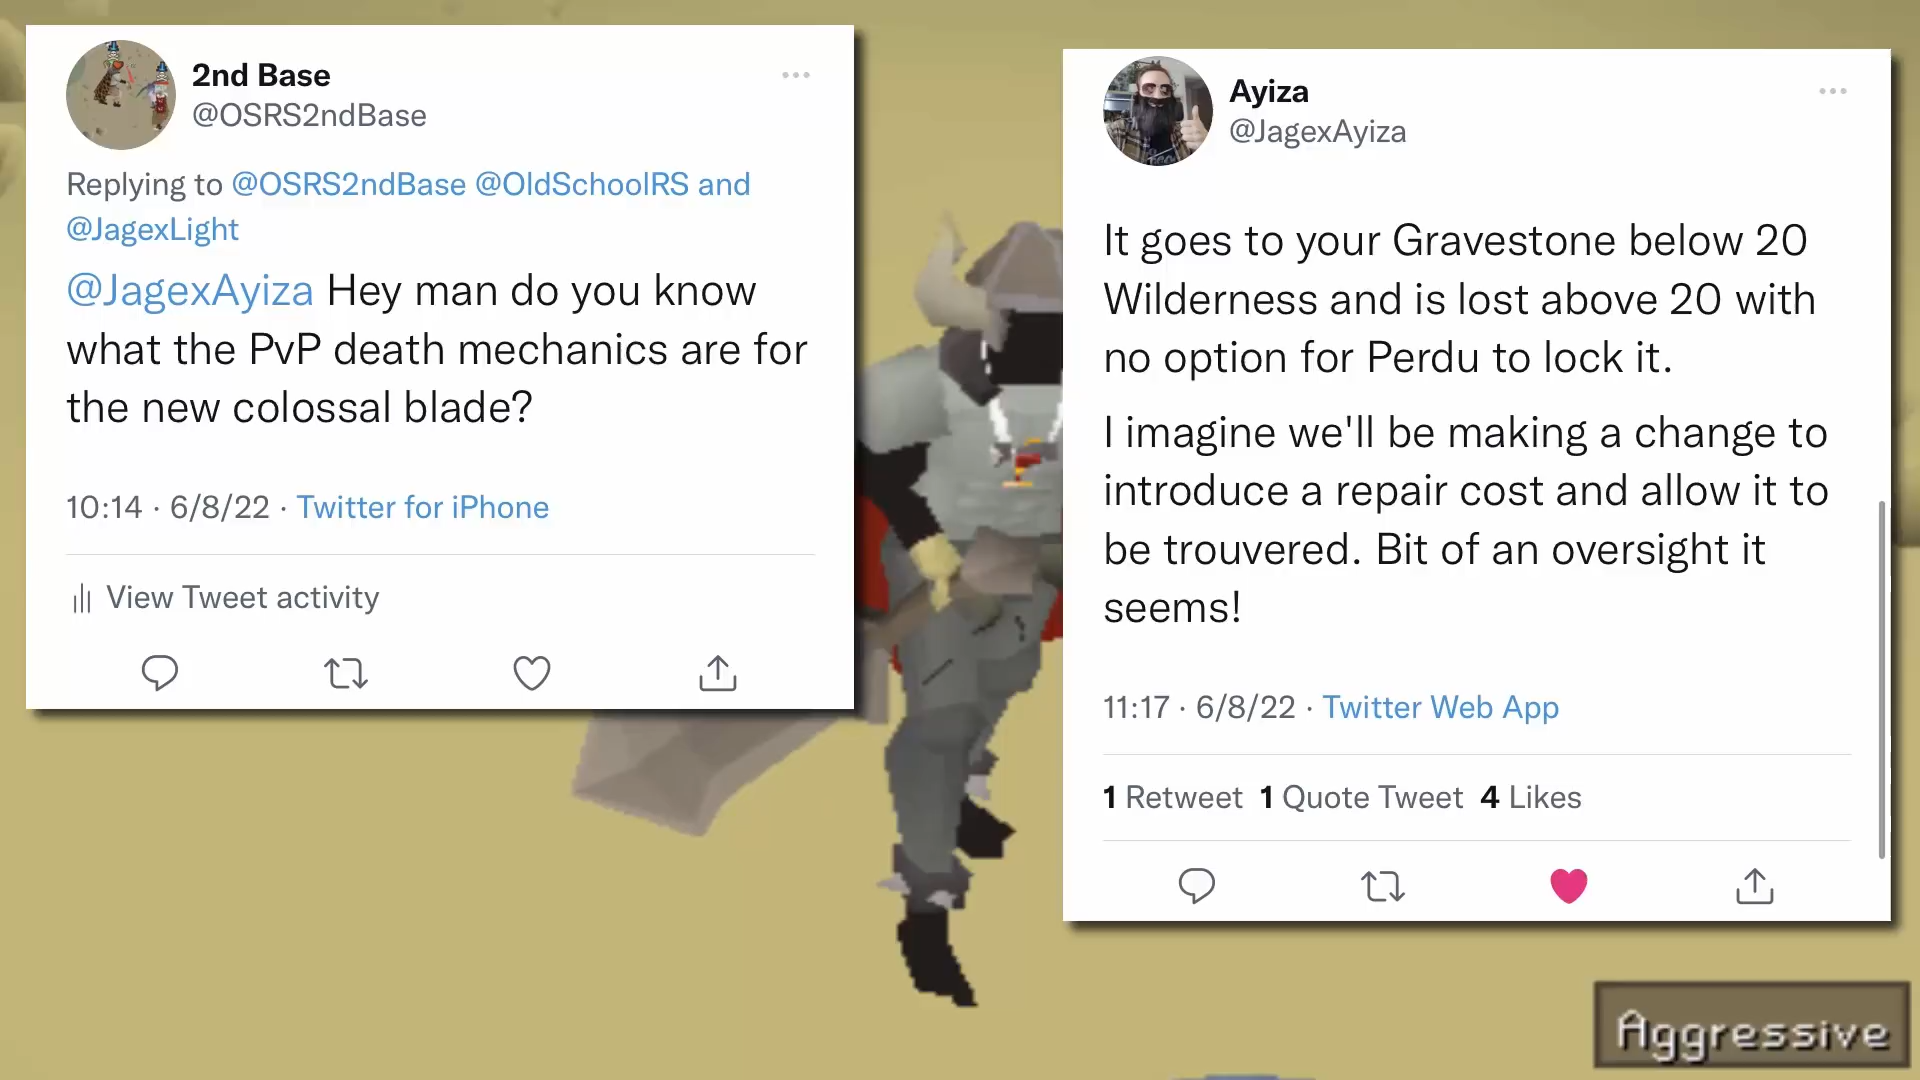 2nd Base
@OSRS2ndBase
Replying to @OSRS2ndBase @OldSchoolRS and
@JagexLight
@JagexAyiza Hey man do you know
what the PvP death mechanics are for
the new colossal blade?
10:14 · 6/8/22 · Twitter for iPhone
View Tweet activity
Ayiza
@JagexAyiza
It goes to your Gravestone below 20
Wilderness and is lost above 20 with
no option for Perdu to lock it.
I imagine we'll be making a change to
introduce a repair cost and allow it to
be trouvered. Bit of an oversight it
seems!
11:17 · 6/8/22 · Twitter Web App
1 Retweet 1 Quote Tweet 4 Likes
Aggressive